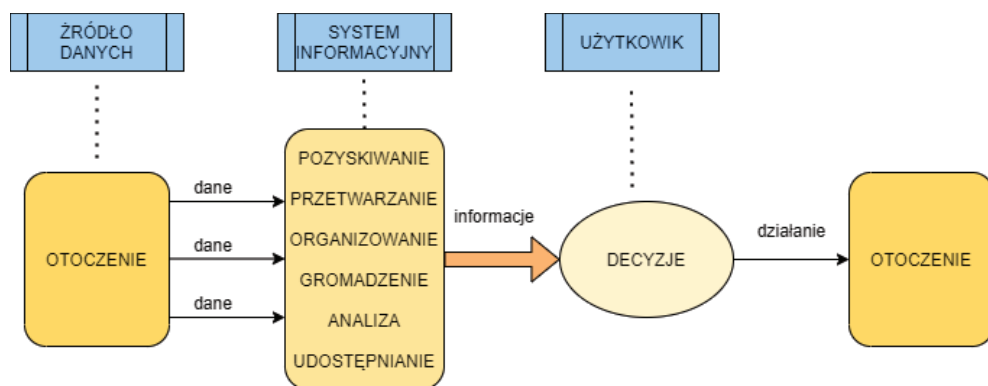 ŹRÓDŁO
DANYCH
SYSTEM
INFORMACYJNY
UŻYTKOWIK
OTOCZENIE
dane
dane
dane
POZYSKIWANIE
PRZETWARZANIE
ORGANIZOWANIE
GROMADZENIE
ANALIZA
UDOSTĘPNIANIE
informacje
DECYZJE
działanie
OTOCZENIE